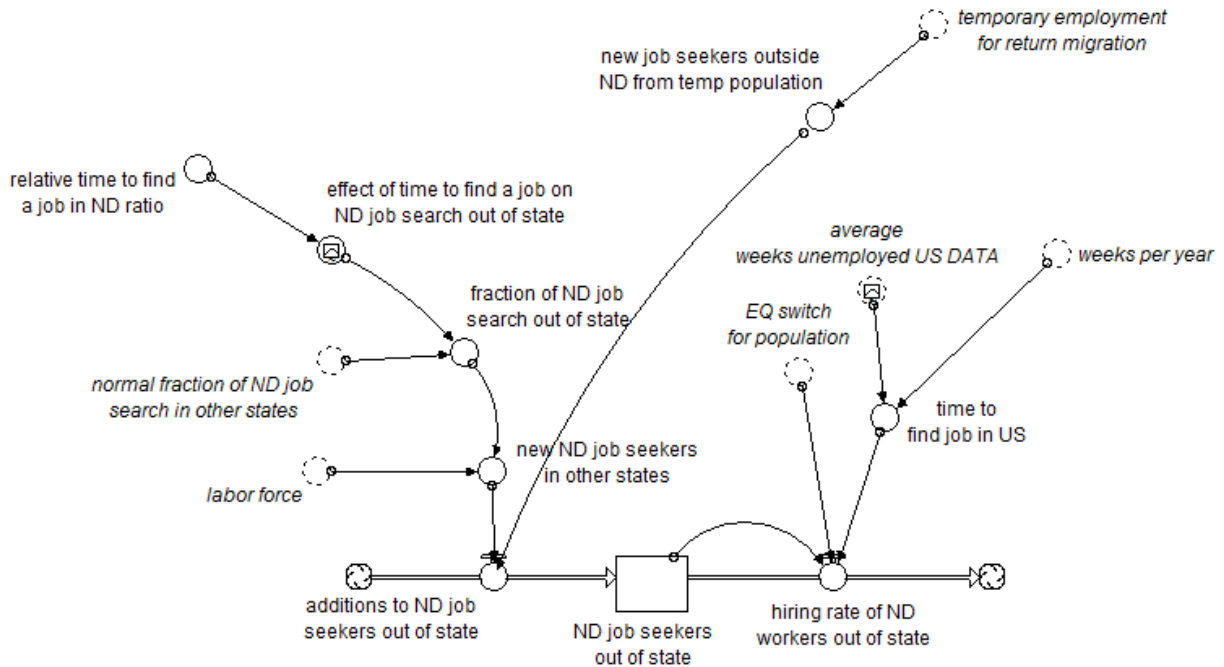 temporary employment
for return migration
new job seekers outside
ND from temp population
relative time to find
a job in ND ratio
effect of time to find a job on
ND job search out of state
average
weeks unemployed US DATA
weeks per year
fraction of ND job
search out of state
EQ switch
for population
normal fraction of ND job
search in other states
time to
find job in US
new ND job seekers
in other states
labor force
additions to ND job
seekers out of state
ND job seekers
out of state
hiring rate of ND
workers out of state